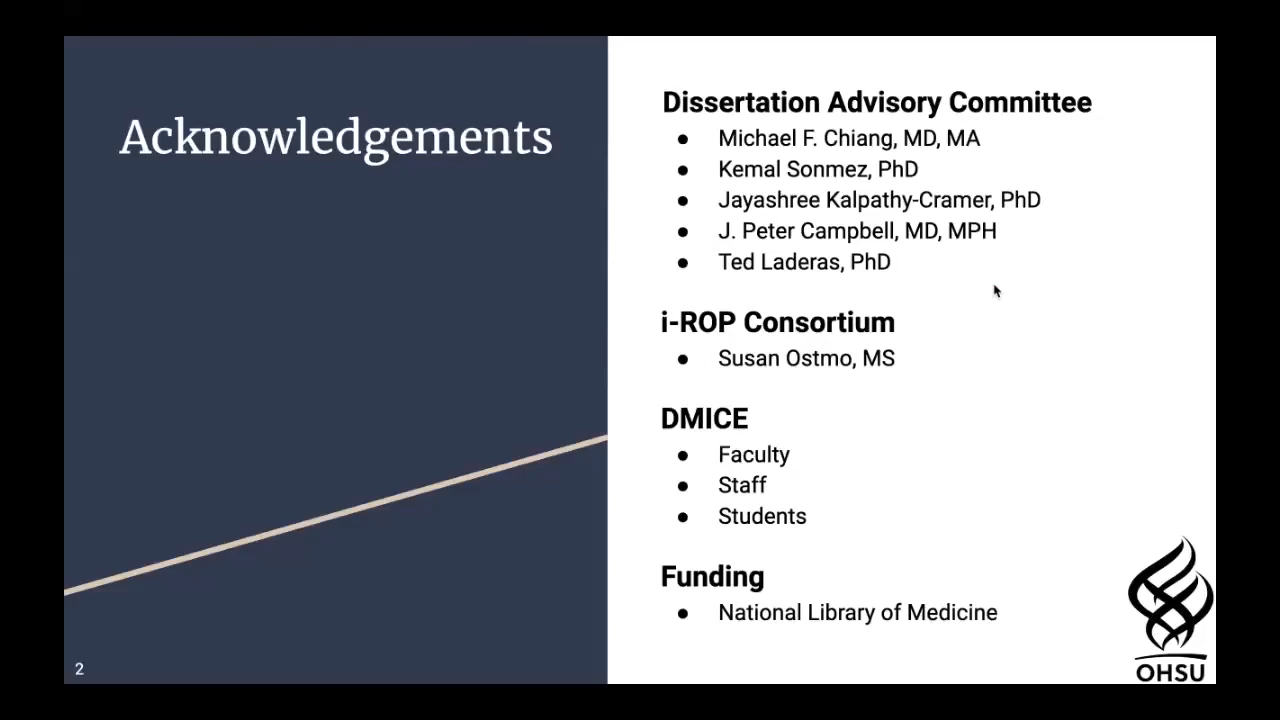 Acknowledgements
Dissertation Advisory Committee
● Michael F. Chiang, MD, MA
● Kemal Sonmez, PhD
● Jayashree Kalpathy-Cramer, PhD
● J. Peter Campbell, MD, MPH
● Ted Laderas, PhD
i-ROP Consortium
● Susan Ostmo, MS
DMICE
● Faculty
● Staff
● Students
Funding
● National Library of Medicine
2
OHSU